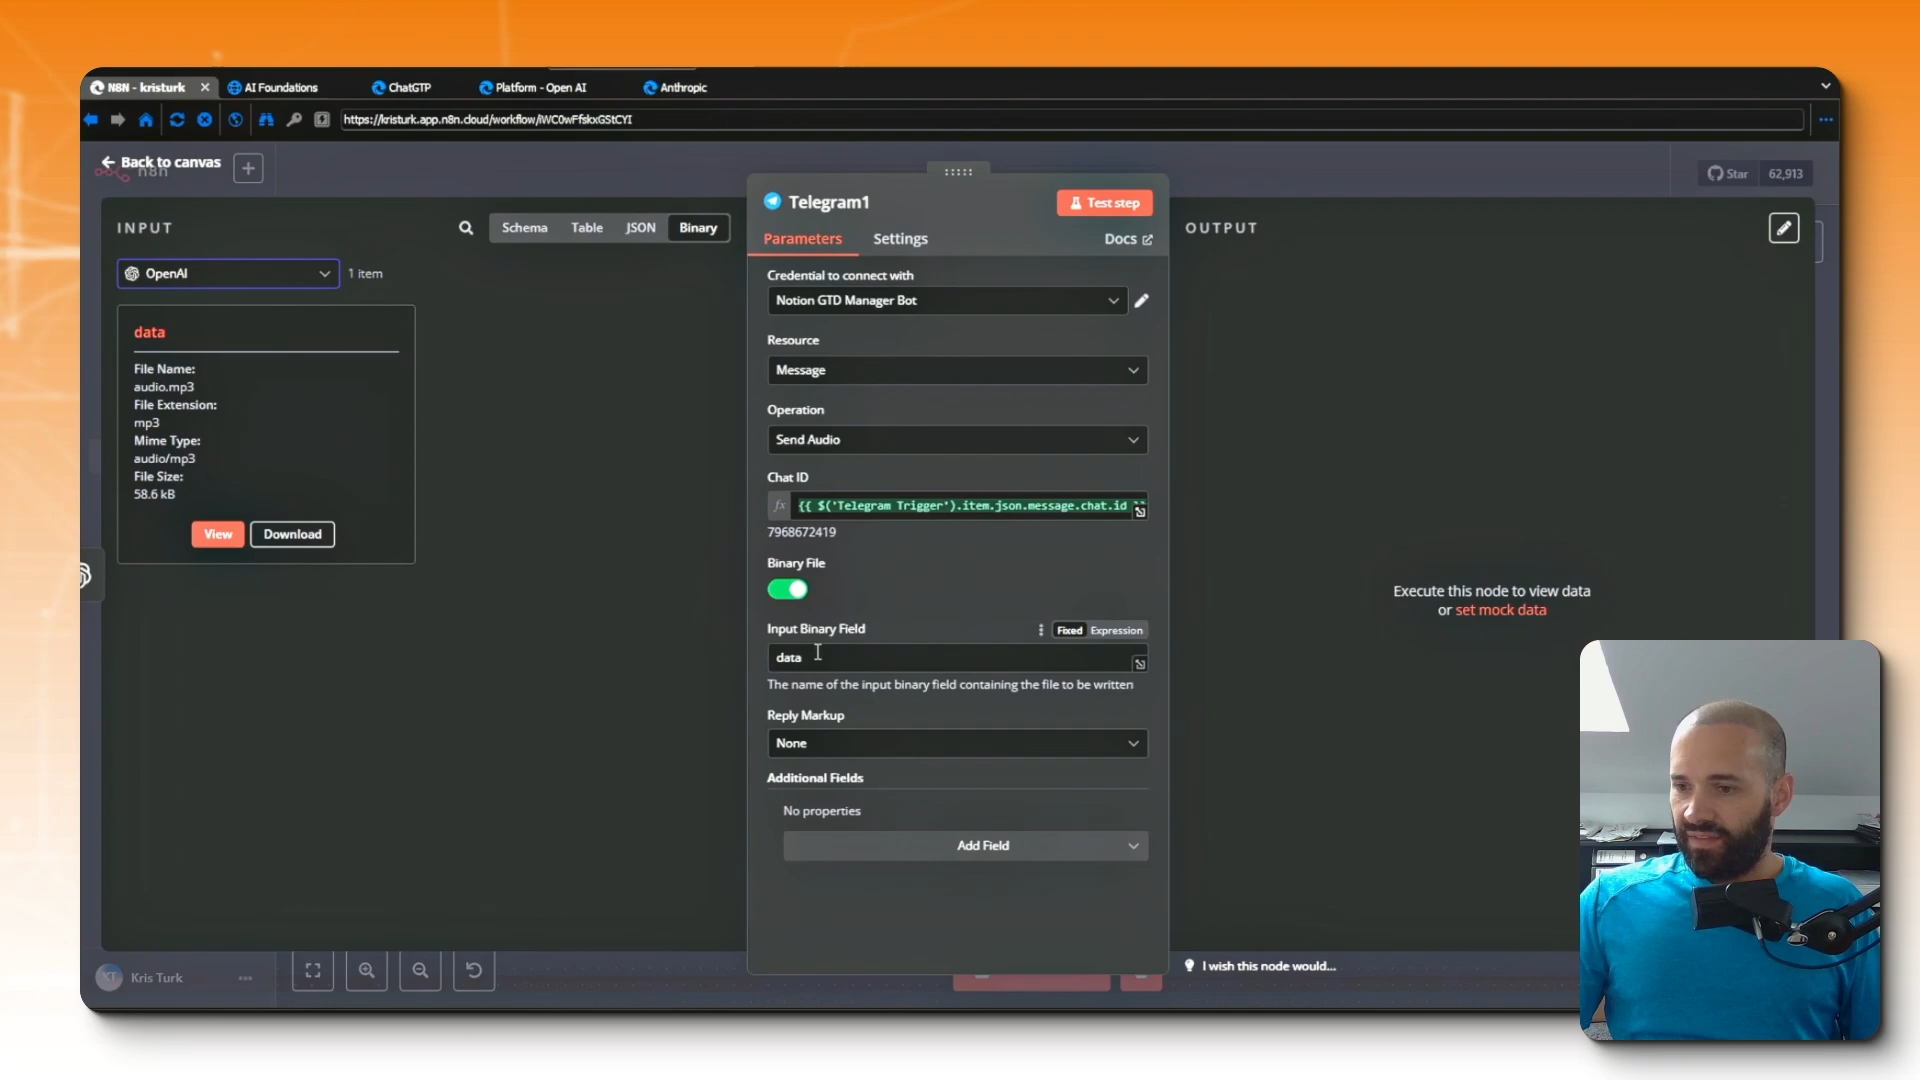 N8N - kristurk
AI Foundations
ChatGTP
Platform - Open AI
Anthropic
https://kristurk.app.n8n.cloud/workflow/iWC0wFfskxGStCYI
Back to canvas
n8n
Star 62,913
INPUT
Schema Table JSON Binary
OpenAI
1 item
data
File Name:
audio.mp3
File Extension:
mp3
Mime Type:
audio/mp3
File Size:
58.6 kB
View
Download
Telegram1
Test step
Parameters
Settings
Docs
Credential to connect with
Notion GTD Manager Bot
Resource
Message
Operation
Send Audio
Chat ID
fx {{ $('Telegram Trigger').item.json.message.chat.id }}
7968672419
Binary File
Input Binary Field
Fixed Expression
data
The name of the input binary field containing the file to be written
Reply Markup
None
Additional Fields
No properties
Add Field
OUTPUT
Execute this node to view data
or set mock data
I wish this node would...
KT Kris Turk